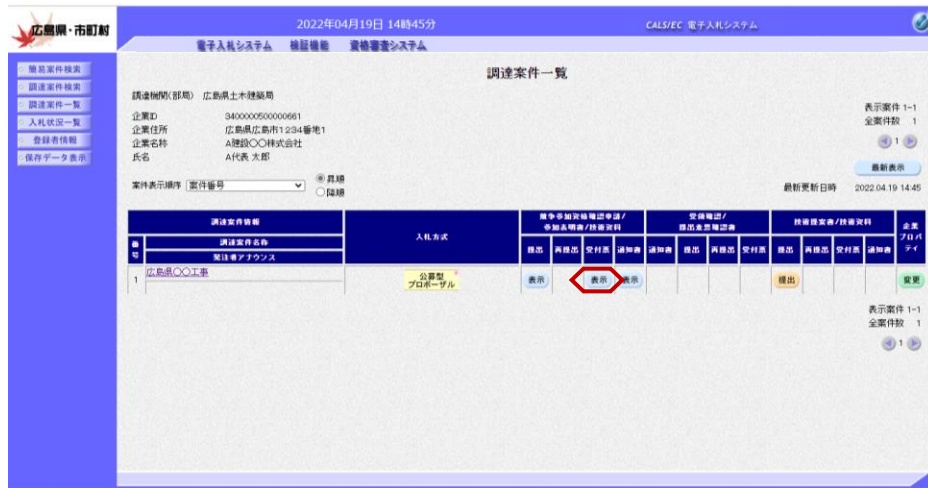 広島県・市町村
2022年04月19日 14時45分
CALS/EC 電子入札システム
電子入札システム 検証機能 資格審査システム
簡易案件検索
調達案件検索
調達案件一覧
入札状況一覧
登録者情報
保存データ表示
調達案件一覧
調達機関(部局) 広島県土木建築局
企業ID 3400000500000661
企業住所 広島県広島市1234番地1
企業名称 A建設〇〇株式会社
氏名 A代表 太郎
表示案件 1-1
全案件数 1
1
最新表示
案件表示順序 案件番号
昇順
降順
最新更新日時 2022.04.19 14:45
調達案件情報
番号
調達案件名称
発注者アナウンス
入札方式
競争参加資格確認申請/
参加表明書/技術資料
受領確認/
提出意思確認書
技術提案書/技術資料
企業プロパティ
提出 再提出 受付票 通知書 通知書 提出 再提出 受付票 提出 再提出 受付票 通知書
1 広島県〇〇工事
公募型
プロポーザル
表示 表示 表示 提出 変更
表示案件 1-1
全案件数 1
1